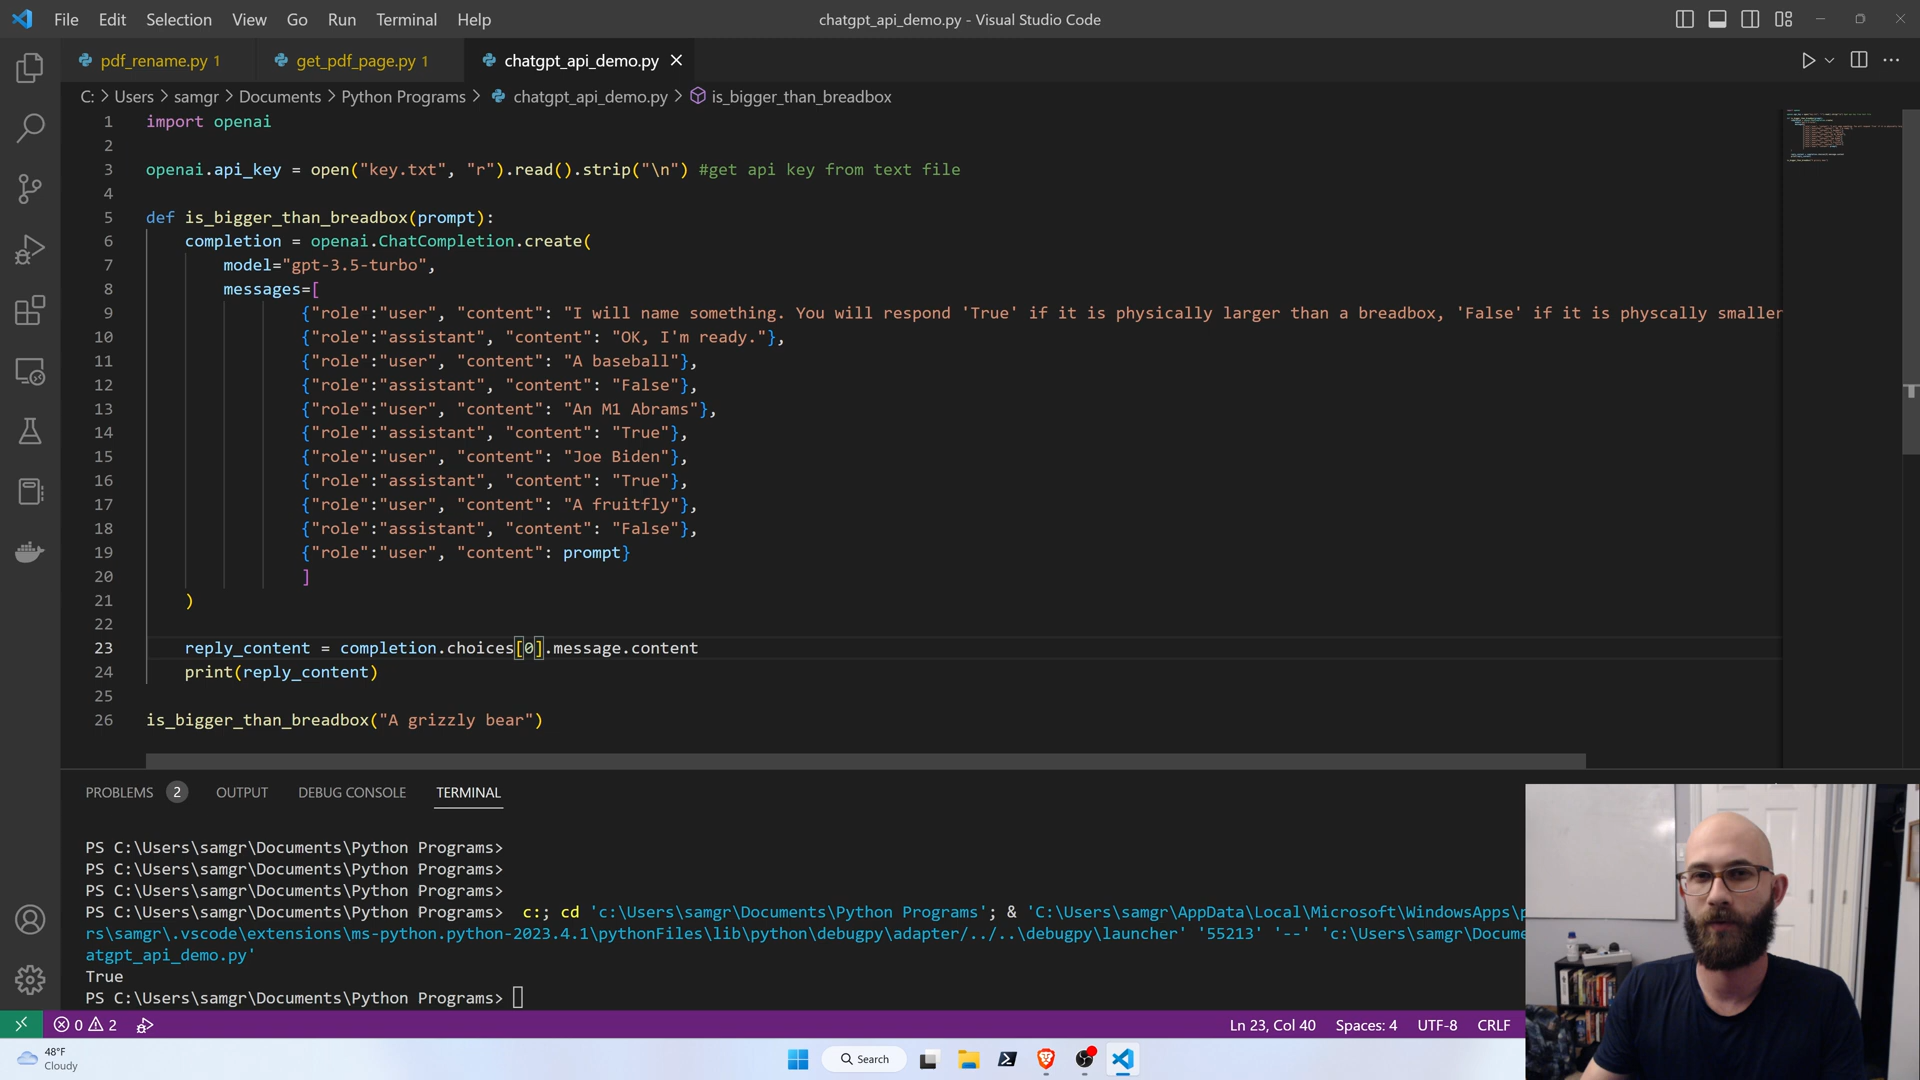 File Edit Selection View Go Run Terminal Help
chatgpt_api_demo.py - Visual Studio Code
pdf_rename.py 1
get_pdf_page.py 1
chatgpt_api_demo.py
C: > Users > samgr > Documents > Python Programs > chatgpt_api_demo.py > is_bigger_than_breadbox
1 import openai
2
3 openai.api_key = open("key.txt", "r").read().strip("\n") #get api key from text file
4
5 def is_bigger_than_breadbox(prompt):
6 completion = openai.ChatCompletion.create(
7 model="gpt-3.5-turbo",
8 messages=[
9 {"role":"user", "content": "I will name something. You will respond 'True' if it is physically larger than a breadbox, 'False' if it is physcally smaller
10 {"role":"assistant", "content": "OK, I'm ready."},
11 {"role":"user", "content": "A baseball"},
12 {"role":"assistant", "content": "False"},
13 {"role":"user", "content": "An M1 Abrams"},
14 {"role":"assistant", "content": "True"},
15 {"role":"user", "content": "Joe Biden"},
16 {"role":"assistant", "content": "True"},
17 {"role":"user", "content": "A fruitfly"},
18 {"role":"assistant", "content": "False"},
19 {"role":"user", "content": prompt}
20 ]
21 )
22
23 reply_content = completion.choices[0].message.content
24 print(reply_content)
25
26 is_bigger_than_breadbox("A grizzly bear")
PROBLEMS 2 OUTPUT DEBUG CONSOLE TERMINAL
PS C:\Users\samgr\Documents\Python Programs>
PS C:\Users\samgr\Documents\Python Programs>
PS C:\Users\samgr\Documents\Python Programs>
PS C:\Users\samgr\Documents\Python Programs> c:; cd 'c:\Users\samgr\Documents\Python Programs'; & 'C:\Users\samgr\AppData\Local\Microsoft\WindowsApps\p
rs\samgr\.vscode\extensions\ms-python.python-2023.4.1\pythonFiles\lib\python\debugpy\adapter/../..\debugpy\launcher' '55213' '--' 'c:\Users\samgr\Docume
atgpt_api_demo.py'
True
PS C:\Users\samgr\Documents\Python Programs>
0 2
Ln 23, Col 40 Spaces: 4 UTF-8 CRLF
48°F
Cloudy
Search